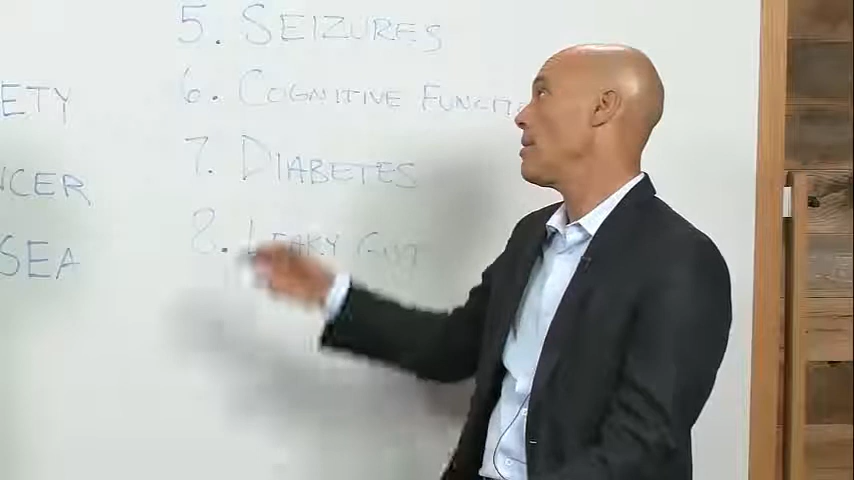 ETY
NCER
SEA
5. SEIZURES
6. COGNITIVE FUNCTI
7. DIABETES
8. LEAKY GUT